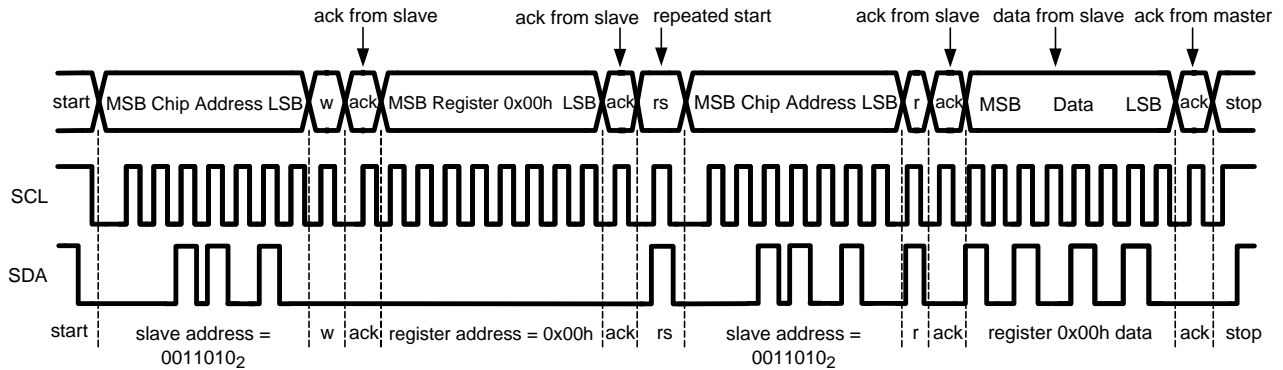 ack from slave
ack from slave
repeated start
ack from slave
data from slave
ack from master
start
MSB Chip Address LSB
w
ack
MSB Register 0x00h LSB
ack
rs
MSB Chip Address LSB
r
ack
MSB Data LSB
ack
stop
SCL
SDA
start
slave address =
0011010₂
w
ack
register address = 0x00h
ack
rs
slave address =
0011010₂
r
ack
register 0x00h data
ack
stop